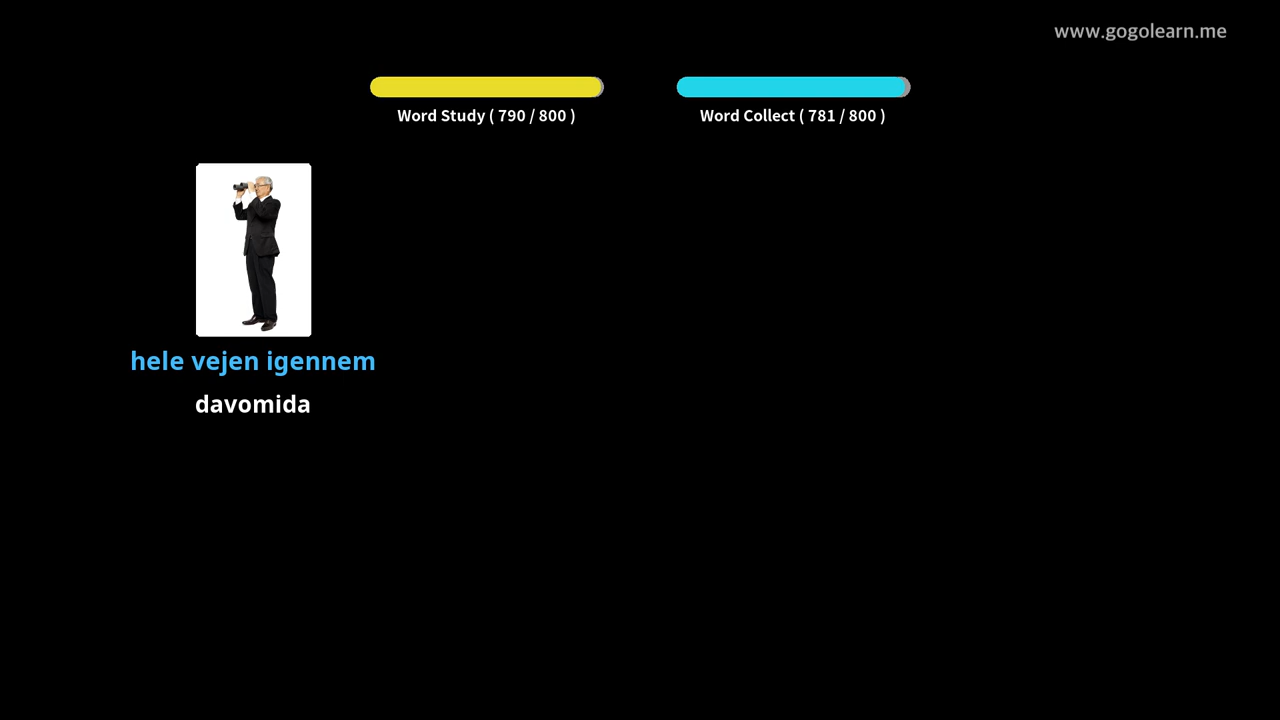 www.gogolearn.me
Word Study ( 790 / 800 )
Word Collect ( 781 / 800 )
hele vejen igennem
davomida